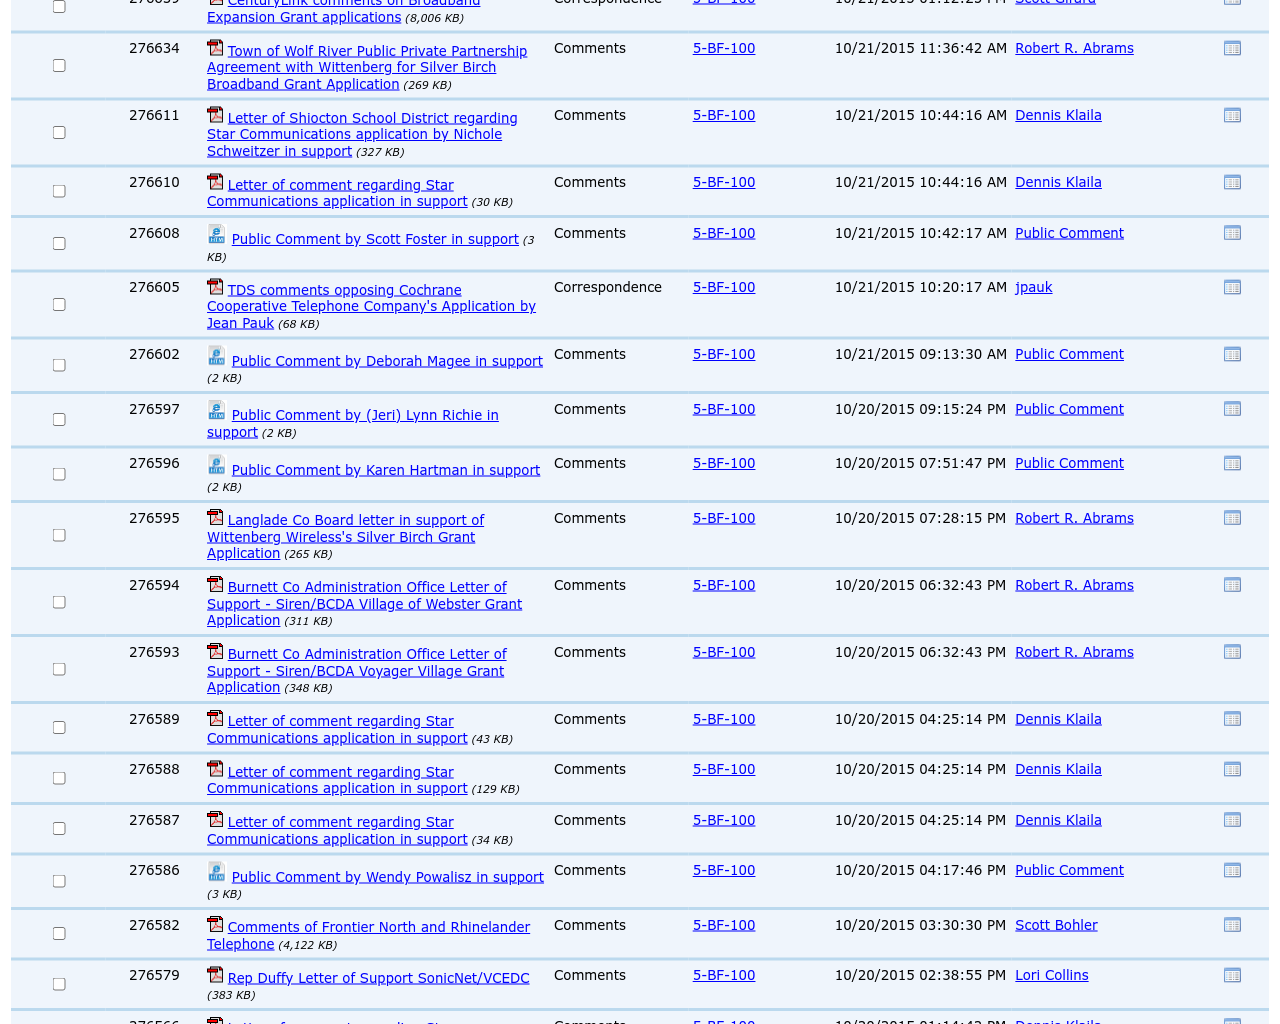 CenturyLink comments on Broadband
Expansion Grant applications (8,006 KB)
Correspondence
5-BF-100
Scott Girard
276634
Town of Wolf River Public Private Partnership
Agreement with Wittenberg for Silver Birch
Broadband Grant Application (269 KB)
Comments
5-BF-100
10/21/2015 11:36:42 AM
Robert R. Abrams
276611
Letter of Shiocton School District regarding
Star Communications application by Nichole
Schweitzer in support (327 KB)
Comments
5-BF-100
10/21/2015 10:44:16 AM
Dennis Klaila
276610
Letter of comment regarding Star
Communications application in support (30 KB)
Comments
5-BF-100
10/21/2015 10:44:16 AM
Dennis Klaila
276608
Public Comment by Scott Foster in support (3
KB)
Comments
5-BF-100
10/21/2015 10:42:17 AM
Public Comment
276605
TDS comments opposing Cochrane
Cooperative Telephone Company's Application by
Jean Pauk (68 KB)
Correspondence
5-BF-100
10/21/2015 10:20:17 AM
jpauk
276602
Public Comment by Deborah Magee in support
(2 KB)
Comments
5-BF-100
10/21/2015 09:13:30 AM
Public Comment
276597
Public Comment by (Jeri) Lynn Richie in
support (2 KB)
Comments
5-BF-100
10/20/2015 09:15:24 PM
Public Comment
276596
Public Comment by Karen Hartman in support
(2 KB)
Comments
5-BF-100
10/20/2015 07:51:47 PM
Public Comment
276595
Langlade Co Board letter in support of
Wittenberg Wireless's Silver Birch Grant
Application (265 KB)
Comments
5-BF-100
10/20/2015 07:28:15 PM
Robert R. Abrams
276594
Burnett Co Administration Office Letter of
Support - Siren/BCDA Village of Webster Grant
Application (311 KB)
Comments
5-BF-100
10/20/2015 06:32:43 PM
Robert R. Abrams
276593
Burnett Co Administration Office Letter of
Support - Siren/BCDA Voyager Village Grant
Application (348 KB)
Comments
5-BF-100
10/20/2015 06:32:43 PM
Robert R. Abrams
276589
Letter of comment regarding Star
Communications application in support (43 KB)
Comments
5-BF-100
10/20/2015 04:25:14 PM
Dennis Klaila
276588
Letter of comment regarding Star
Communications application in support (129 KB)
Comments
5-BF-100
10/20/2015 04:25:14 PM
Dennis Klaila
276587
Letter of comment regarding Star
Communications application in support (34 KB)
Comments
5-BF-100
10/20/2015 04:25:14 PM
Dennis Klaila
276586
Public Comment by Wendy Powalisz in support
(3 KB)
Comments
5-BF-100
10/20/2015 04:17:46 PM
Public Comment
276582
Comments of Frontier North and Rhinelander
Telephone (4,122 KB)
Comments
5-BF-100
10/20/2015 03:30:30 PM
Scott Bohler
276579
Rep Duffy Letter of Support SonicNet/VCEDC
(383 KB)
Comments
5-BF-100
10/20/2015 02:38:55 PM
Lori Collins
Letter of comment regarding Star
5-BF-100
Dennis Klaila